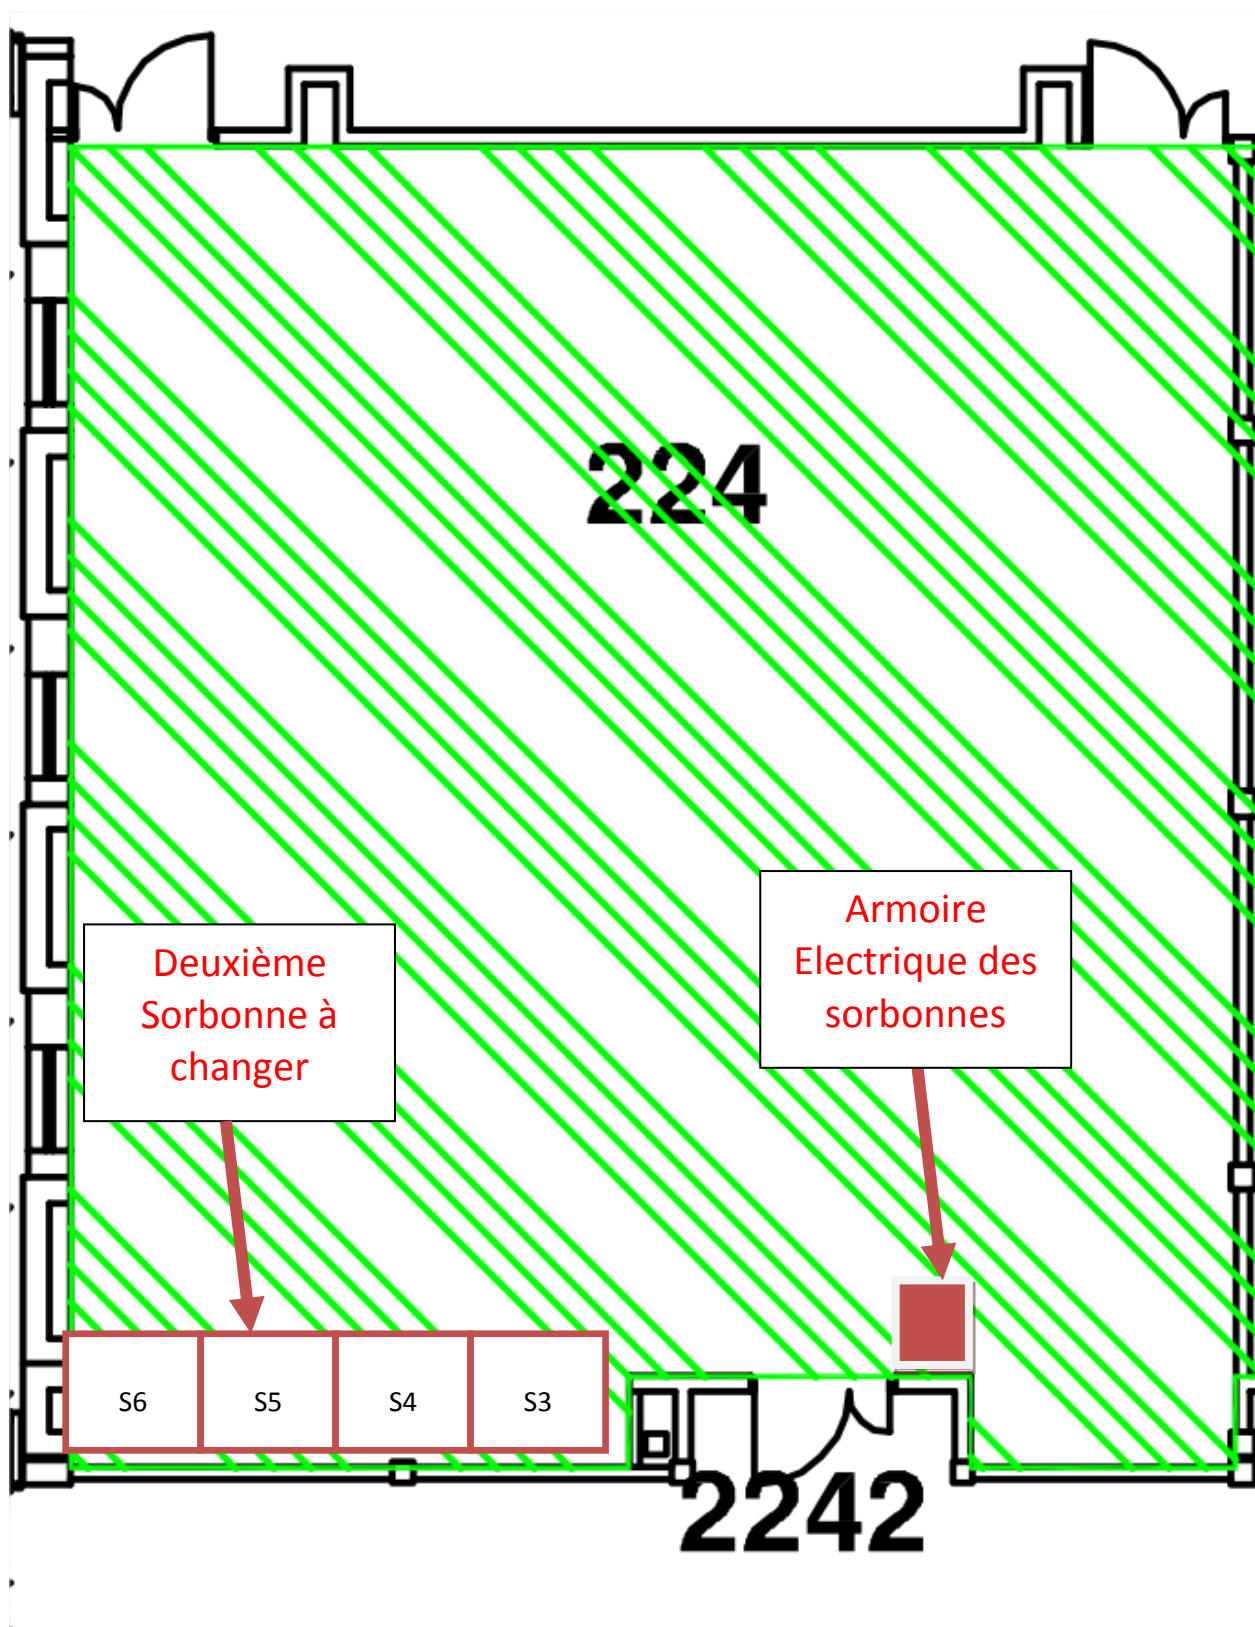 224
Armoire
Electrique des
sorbonnes
Deuxième
Sorbonne à
changer
S6 S5 S4 S3
2242